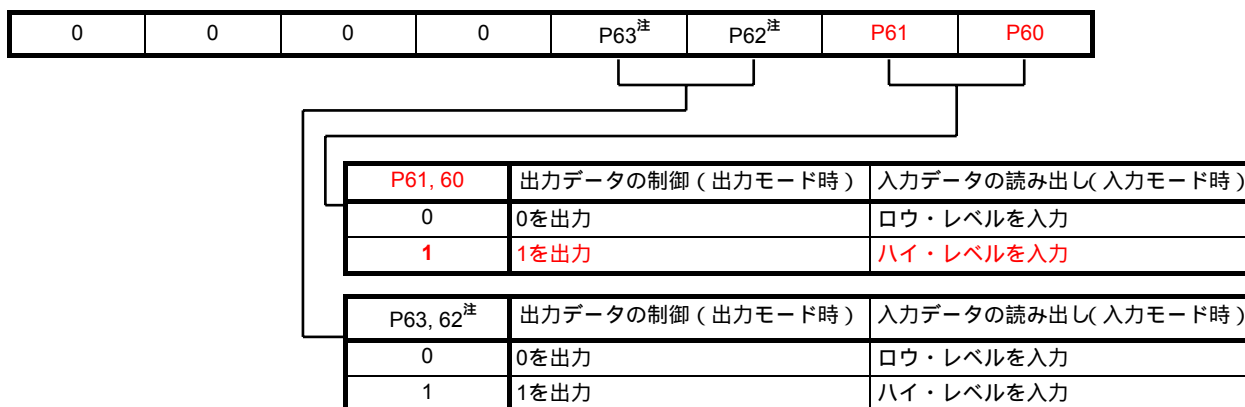 0 0 0 0 P63注 P62注 P61 P60
P61, 60 出力データの制御(出力モード時) 入力データの読み出し(入力モード時)
0 0を出力 ロウ・レベルを入力
1 1を出力 ハイ・レベルを入力
P63, 62注 出力データの制御(出力モード時) 入力データの読み出し(入力モード時)
0 0を出力 ロウ・レベルを入力
1 1を出力 ハイ・レベルを入力